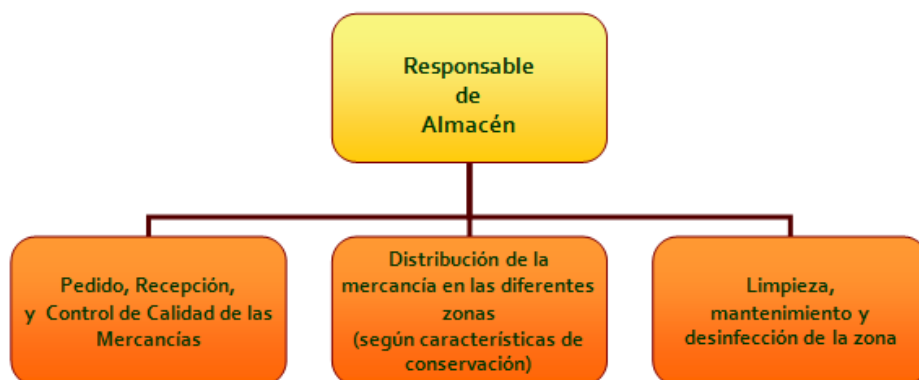 Responsable
de
Almacén
Pedido, Recepción,
y Control de Calidad de las
Mercancías
Distribución de la
mercancía en las diferentes
zonas
(según características de
conservación)
Limpieza,
mantenimiento y
desinfección de la zona